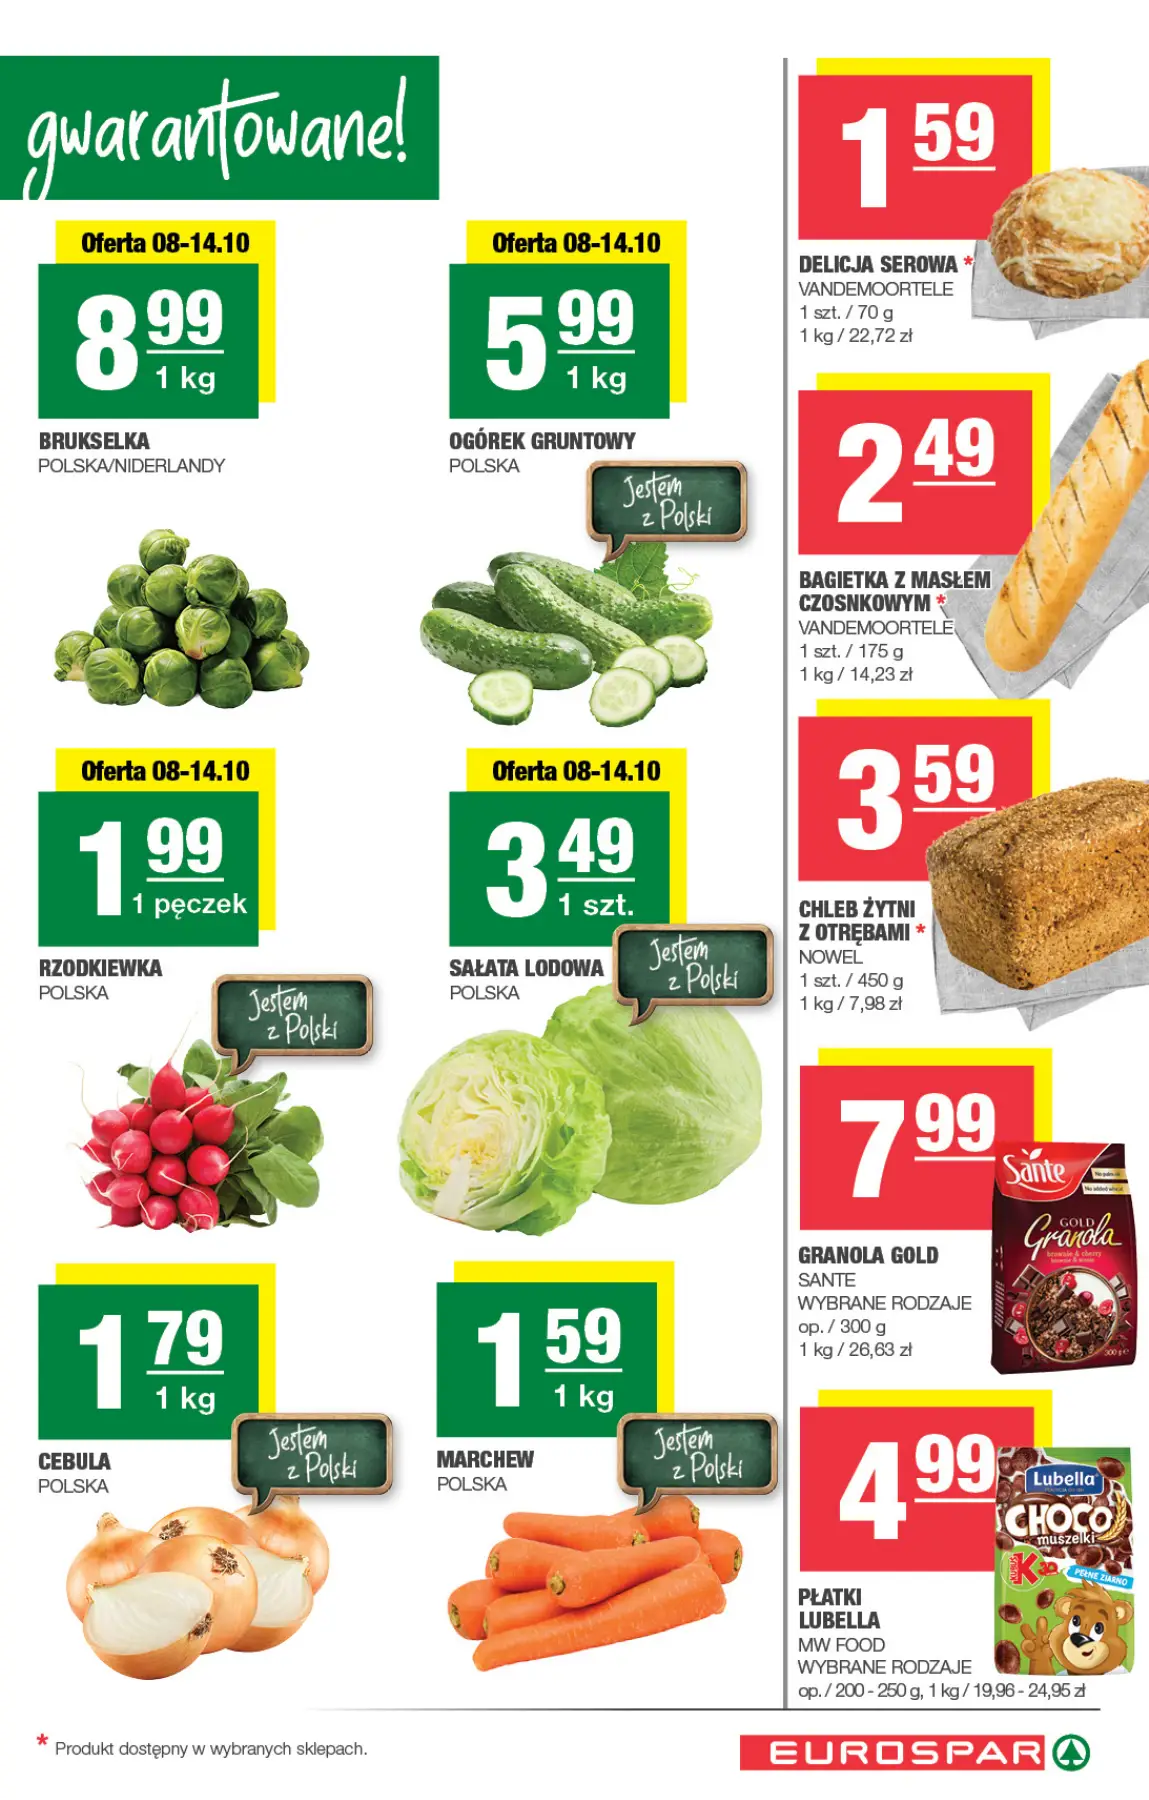 gwarantowane!
Oferta 08-14.10
8 99
1 kg
BRUKSELKA
POLSKA/NIDERLANDY
Oferta 08-14.10
5 99
1 kg
OGÓREK GRUNTOWY
POLSKA
Jestem
z Polski
Oferta 08-14.10
1 99
1 pęczek
RZODKIEWKA
POLSKA
Jestem
z Polski
Oferta 08-14.10
3 49
1 szt.
SAŁATA LODOWA
POLSKA
Jestem
z Polski
1 79
1 kg
CEBULA
POLSKA
Jestem
z Polski
1 59
1 kg
MARCHEW
POLSKA
Jestem
z Polski
1 59
DELICJA SEROWA *
VANDEMOORTELE
1 szt. / 70 g
1 kg / 22,72 zł
2 49
BAGIETKA Z MASŁEM
CZOSNKOWYM *
VANDEMOORTELE
1 szt. / 175 g
1 kg / 14,23 zł
3 59
CHLEB ŻYTNI
Z OTRĘBAMI *
NOWEL
1 szt. / 450 g
1 kg / 7,98 zł
7 99
GRANOLA GOLD
SANTE
WYBRANE RODZAJE
op. / 300 g
1 kg / 26,63 zł
Sante
GOLD
Granola
brownie & cherry
300 g e
4 99
PŁATKI
LUBELLA
MW FOOD
WYBRANE RODZAJE
op. / 200 - 250 g, 1 kg / 19,96 - 24,95 zł
Lubella
CHOCO
muszelki
PEŁNE ZIARNO
* Produkt dostępny w wybranych sklepach.
EUROSPAR